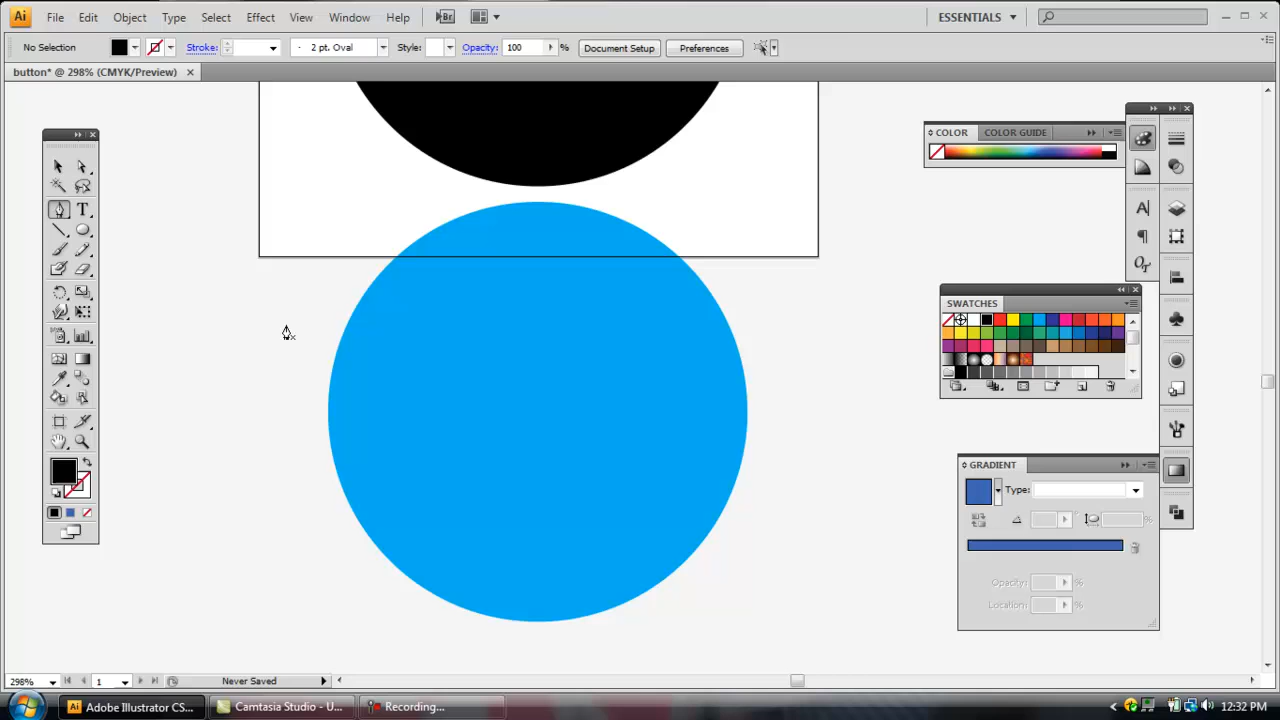 Ai File Edit Object Type Select Effect View Window Help Br ESSENTIALS
No Selection Stroke: 2 pt. Oval Style: Opacity: 100 % Document Setup Preferences
button* @ 298% (CMYK/Preview)
COLOR COLOR GUIDE
SWATCHES
GRADIENT
Type:
%
Opacity: %
Location: %
298% 1 Never Saved
Ai Adobe Illustrator CS... Camtasia Studio - U... Recording... 12:32 PM